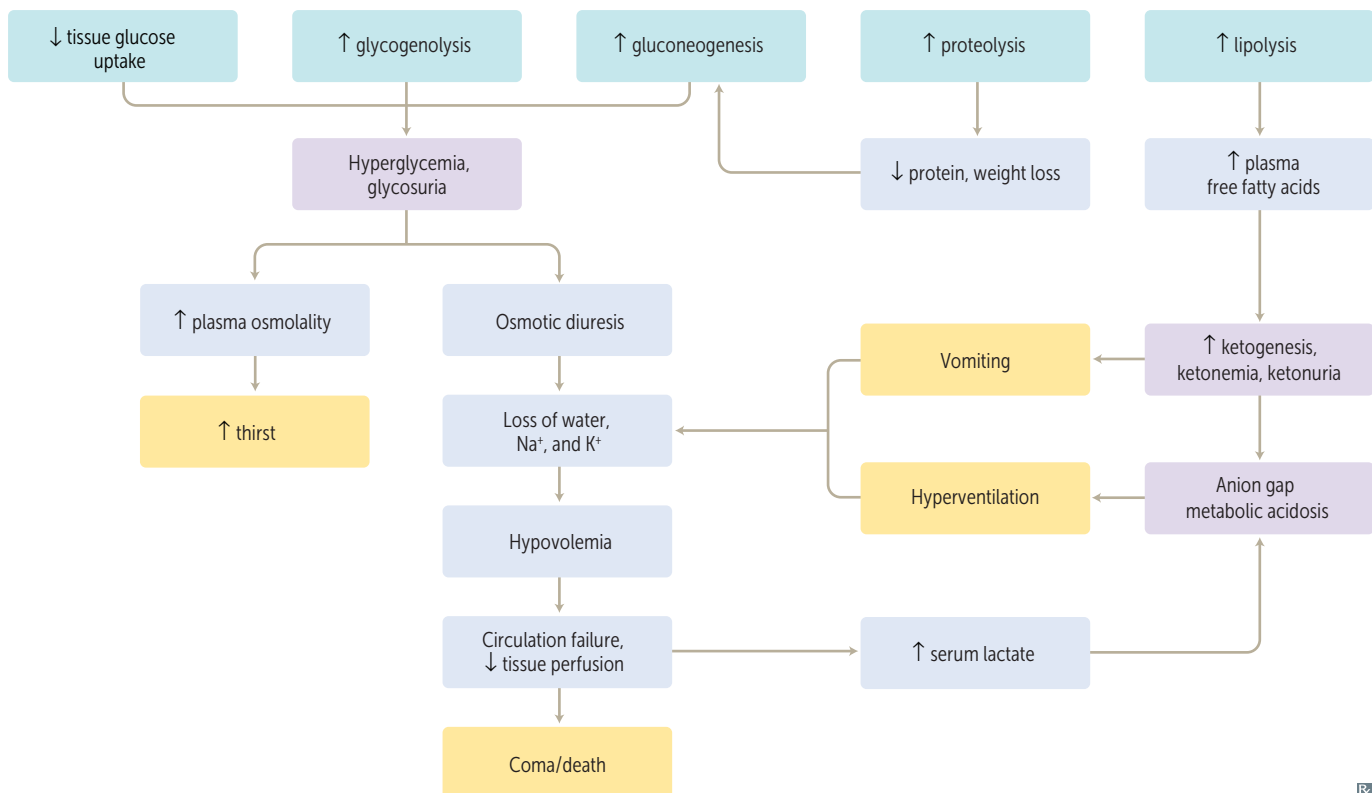 ↓ tissue glucose
uptake
↑ glycogenolysis
↑ gluconeogenesis
↑ proteolysis
↑ lipolysis
Hyperglycemia,
glycosuria
↓ protein, weight loss
↑ plasma
free fatty acids
↑ plasma osmolality
Osmotic diuresis
Vomiting
↑ ketogenesis,
ketonemia, ketonuria
↑ thirst
Loss of water,
Na⁺, and K⁺
Hyperventilation
Anion gap
metabolic acidosis
Hypovolemia
Circulation failure,
↓ tissue perfusion
↑ serum lactate
Coma/death